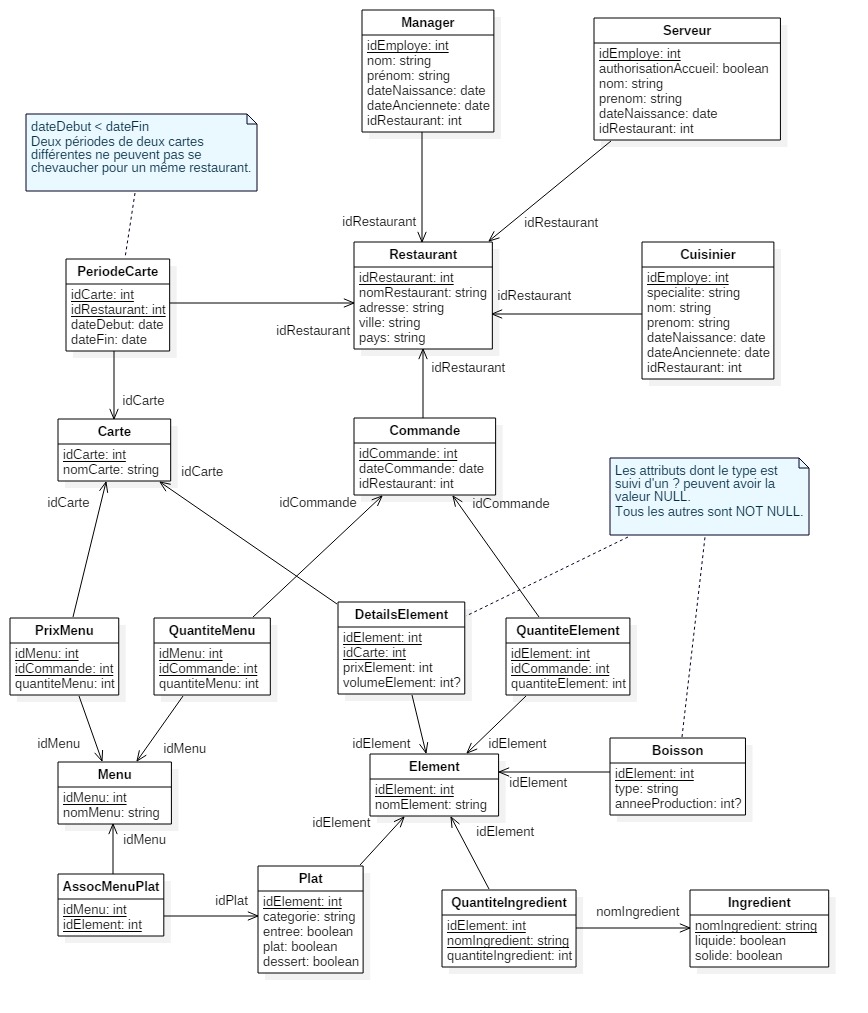 Manager
idEmploye: int
nom: string
prénom: string
dateNaissance: date
dateAnciennete: date
idRestaurant: int
Serveur
idEmploye: int
authorisationAccueil: boolean
nom: string
prenom: string
dateNaissance: date
idRestaurant: int
dateDebut < dateFin
Deux périodes de deux cartes
différentes ne peuvent pas se
chevaucher pour un même restaurant.
idRestaurant
idRestaurant
PeriodeCarte
idCarte: int
idRestaurant: int
dateDebut: date
dateFin: date
idRestaurant
Restaurant
idRestaurant: int
nomRestaurant: string
adresse: string
ville: string
pays: string
idRestaurant
Cuisinier
idEmploye: int
specialite: string
nom: string
prenom: string
dateNaissance: date
dateAnciennete: date
idRestaurant: int
idRestaurant
idCarte
Carte
idCarte: int
nomCarte: string
idCarte
idCarte
Commande
idCommande: int
dateCommande: date
idRestaurant: int
idCommande
idCommande
Les attributs dont le type est
suivi d'un ? peuvent avoir la
valeur NULL.
Tous les autres sont NOT NULL.
PrixMenu
idMenu: int
idCommande: int
quantiteMenu: int
QuantiteMenu
idMenu: int
idCommande: int
quantiteMenu: int
DetailsElement
idElement: int
idCarte: int
prixElement: int
volumeElement: int?
QuantiteElement
idElement: int
idCommande: int
quantiteElement: int
idMenu
idMenu
idElement
idElement
Menu
idMenu: int
nomMenu: string
Element
idElement: int
nomElement: string
idElement
Boisson
idElement: int
type: string
anneeProduction: int?
idMenu
idElement
idElement
AssocMenuPlat
idMenu: int
idElement: int
idPlat
Plat
idElement: int
categorie: string
entree: boolean
plat: boolean
dessert: boolean
QuantiteIngredient
idElement: int
nomIngredient: string
quantiteIngredient: int
nomIngredient
Ingredient
nomIngredient: string
liquide: boolean
solide: boolean